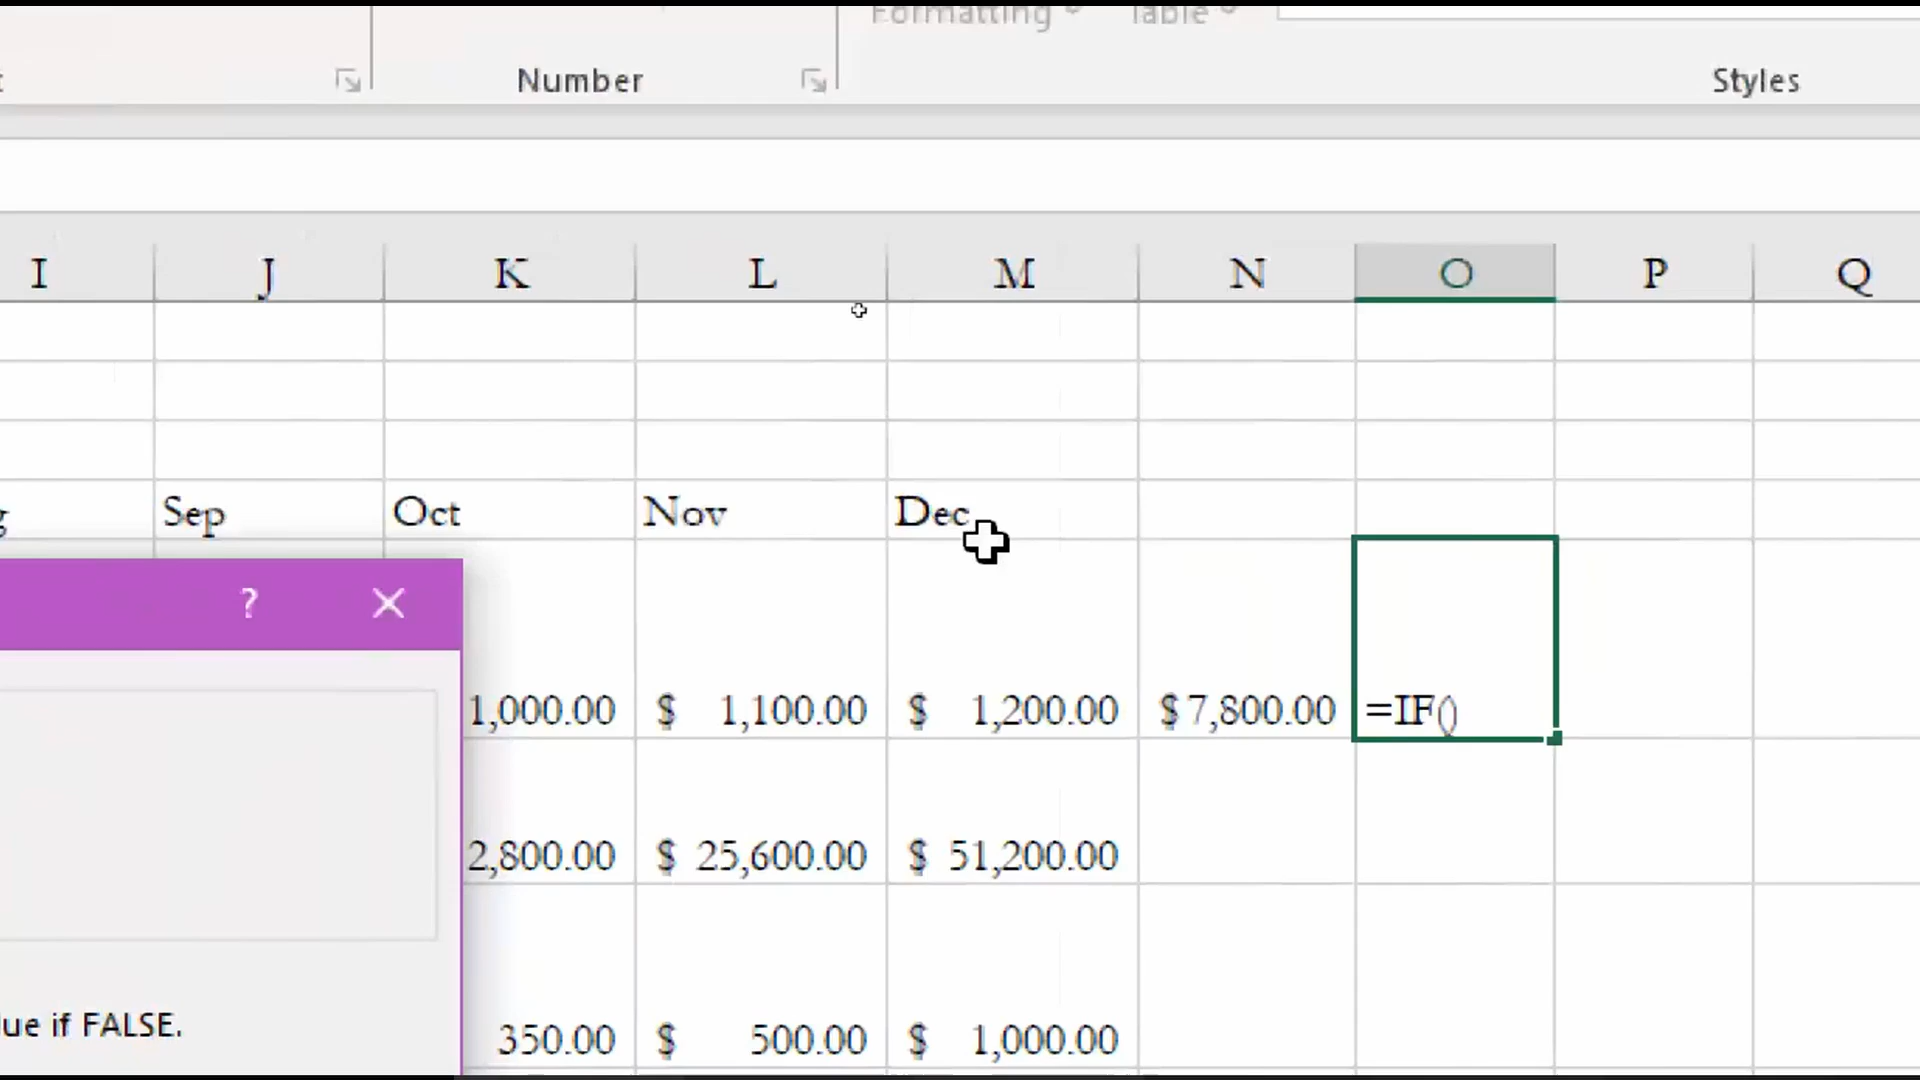 Formatting Table
Number Styles
I J K L M N O P Q
g Sep Oct Nov Dec
? ×
1,000.00 $ 1,100.00 $ 1,200.00 $ 7,800.00 =IF()
2,800.00 $ 25,600.00 $ 51,200.00
lue if FALSE.
350.00 $ 500.00 $ 1,000.00